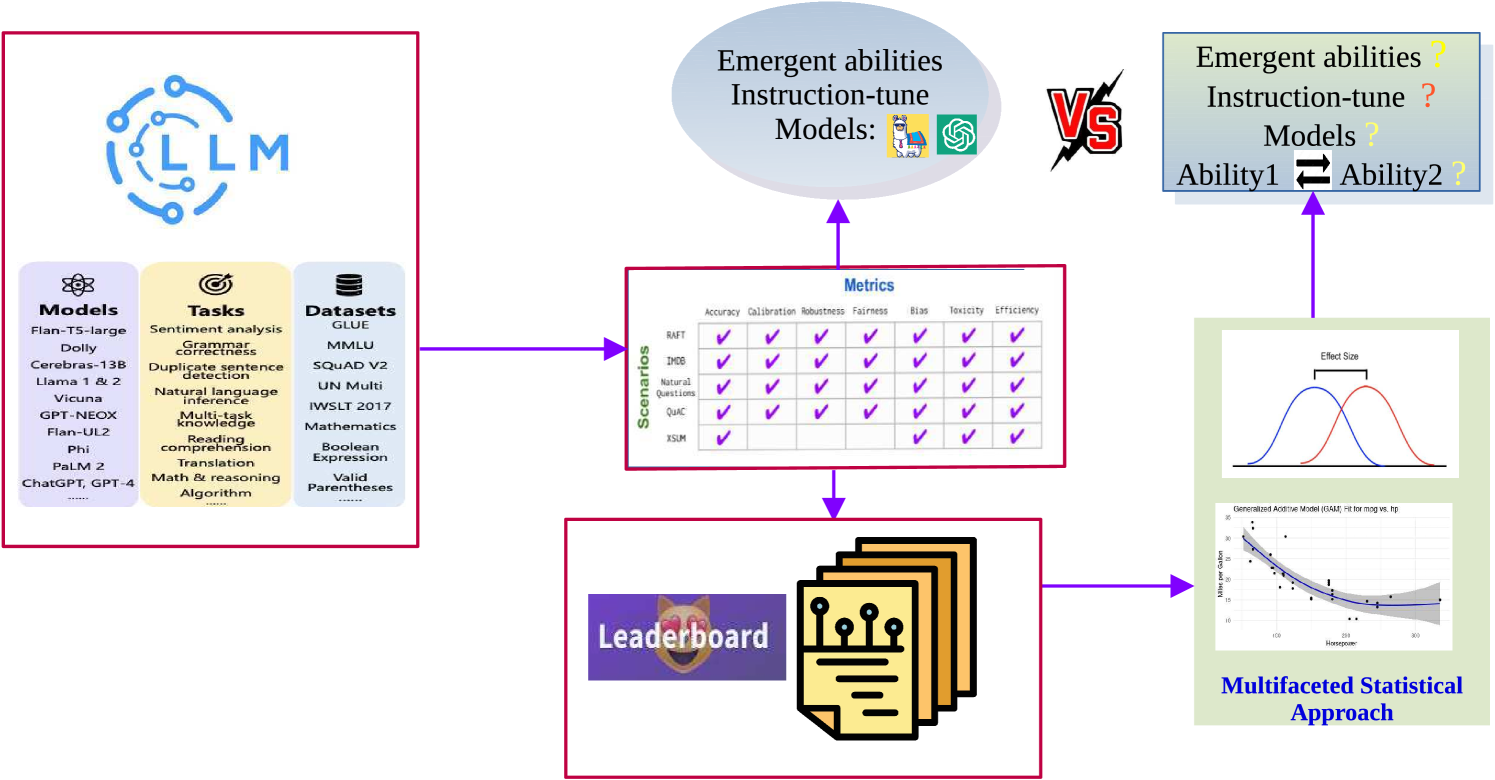 LLM
Models
Flan-T5-large
Dolly
Cerebras-13B
Llama 1 & 2
Vicuna
GPT-NEOX
Flan-UL2
Phi
PaLM 2
ChatGPT, GPT-4
......
Tasks
Sentiment analysis
Grammar
correctness
Duplicate sentence
detection
Natural language
inference
Multi-task
knowledge
Reading
comprehension
Translation
Math & reasoning
Algorithm
......
Datasets
GLUE
MMLU
SQuAD V2
UN Multi
IWSLT 2017
Mathematics
Boolean
Expression
Valid
Parentheses
......
Emergent abilities
Instruction-tune
Models:
VS
Emergent abilities ?
Instruction-tune ?
Models ?
Ability1 Ability2 ?
Metrics
Accuracy Calibration Robustness Fairness Bias Toxicity Efficiency
Scenarios
RAFT
IMDB
Natural
Questions
QuAC
XSUM
Leaderboard
Effect Size
Generalized Additive Model (GAM) Fit for mpg vs. hp
Miles per Gallon
35
30
25
20
15
10
100 200 300
Horsepower
Multifaceted Statistical
Approach